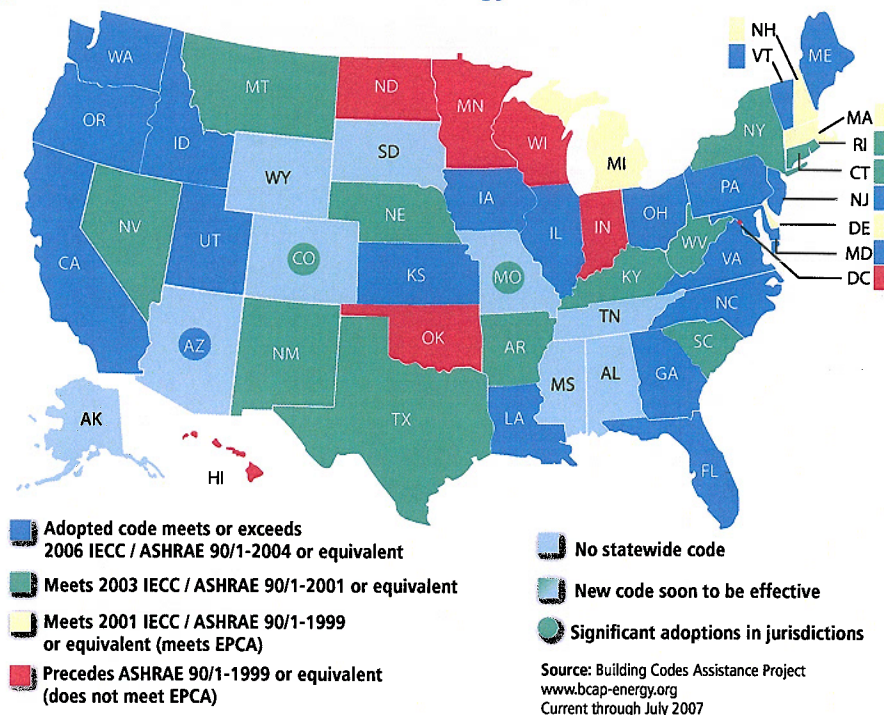 WA
MT
ND
MN
ME
NH
VT
OR
ID
SD
WI
MI
NY
MA
RI
CT
WY
NE
IA
PA
NJ
NV
UT
CO
IL
IN
OH
WV
DE
MD
VA
DC
CA
KS
MO
KY
AZ
NM
OK
AR
TN
NC
SC
MS
AL
GA
AK
HI
TX
LA
FL
Adopted code meets or exceeds
2006 IECC / ASHRAE 90/1-2004 or equivalent
Meets 2003 IECC / ASHRAE 90/1-2001 or equivalent
Meets 2001 IECC / ASHRAE 90/1-1999
or equivalent (meets EPCA)
Precedes ASHRAE 90/1-1999 or equivalent
(does not meet EPCA)
No statewide code
New code soon to be effective
Significant adoptions in jurisdictions
Source: Building Codes Assistance Project
www.bcap-energy.org
Current through July 2007